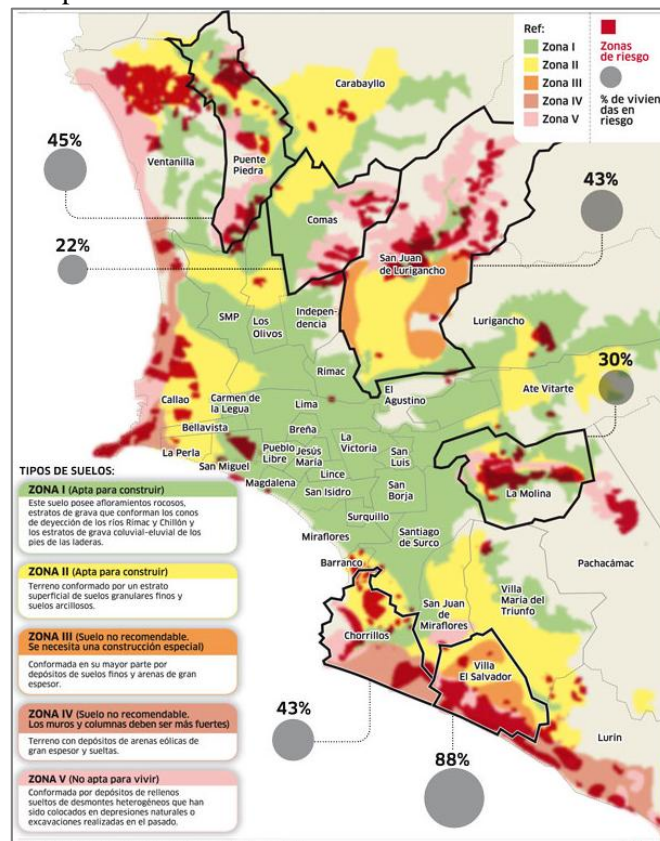 Ref:
Zona I
Zona II
Zona III
Zona IV
Zona V
Zonas
de riesgo
% de vivien
das en
riesgo
Carabayllo
45%
Ventanilla
Puente
Piedra
43%
Comas
22%
San Juan
de Lurigancho
SMP
Los
Olivos
Indepen-
dencia
Lurigancho
Rimac
30%
El
Agustino
Ate Vitarte
Callao
Carmen de
la Legua
Lima
Bellavista
Breña
La Perla
Pueblo
Libre
Jesús
María
La
Victoria
San
Luis
San Miguel
Lince
Magdalena
San Isidro
San
Borja
La Molina
Surquillo
Miraflores
Santiago
de Surco
Barranco
Pachacámac
San Juan
de
Miraflores
Villa
María del
Triunfo
Chorrillos
Villa
El Salvador
43%
88%
Lurín
TIPOS DE SUELOS:
ZONA I (Apta para construir)
Este suelo posee afloramientos rocosos,
estratos de grava que conforman los conos
de deyección de los ríos Rímac y Chillón y
los estratos de grava coluvial-eluvial de los
pies de las laderas.
ZONA II (Apta para construir)
Terreno conformado por un estrato
superficial de suelos granulares finos y
suelos arcillosos.
ZONA III (Suelo no recomendable.
Se necesita una construcción especial)
Conformada en su mayor parte por
depósitos de suelos finos y arenas de gran
espesor.
ZONA IV (Suelo no recomendable.
Los muros y columnas deben ser más fuertes)
Terreno con depósitos de arenas eólicas de
gran espesor y sueltas.
ZONA V (No apta para vivir)
Conformada por depósitos de rellenos
sueltos de desmontes heterogéneos que han
sido colocados en depresiones naturales o
excavaciones realizadas en el pasado.